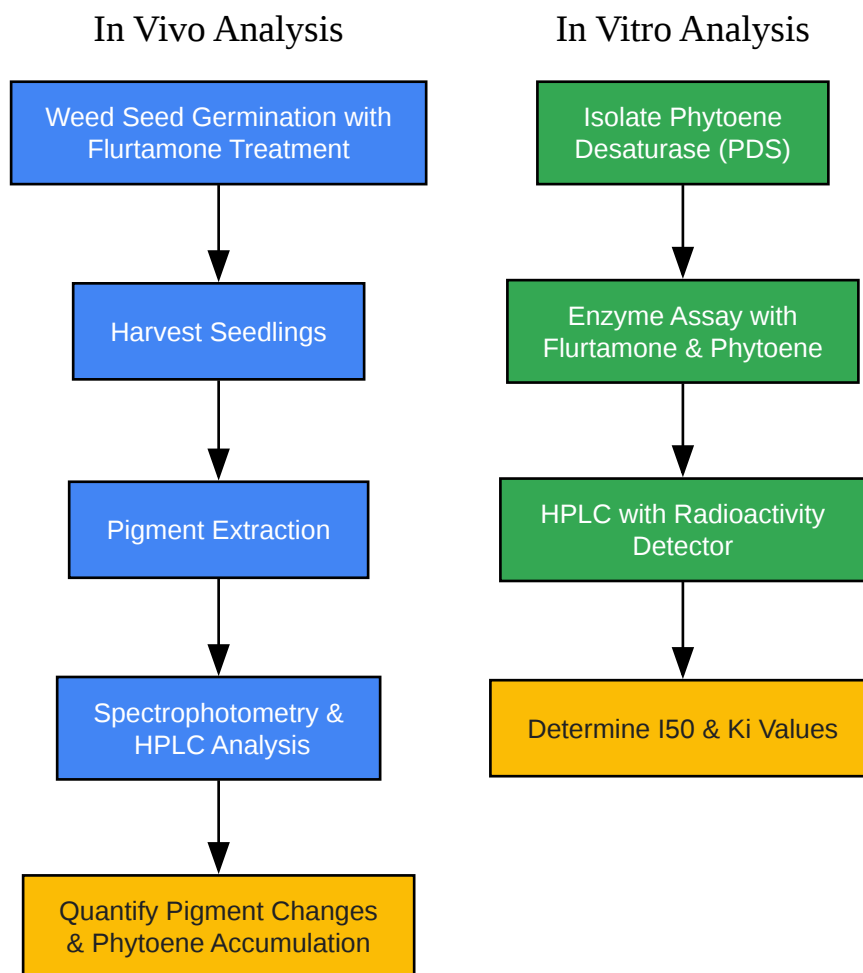 In Vivo Analysis
Weed Seed Germination with
Flurtamone Treatment
Harvest Seedlings
Pigment Extraction
Spectrophotometry &
HPLC Analysis
Quantify Pigment Changes
& Phytoene Accumulation
In Vitro Analysis
Isolate Phytoene
Desaturase (PDS)
Enzyme Assay with
Flurtamone & Phytoene
HPLC with Radioactivity
Detector
Determine I50 & Ki Values